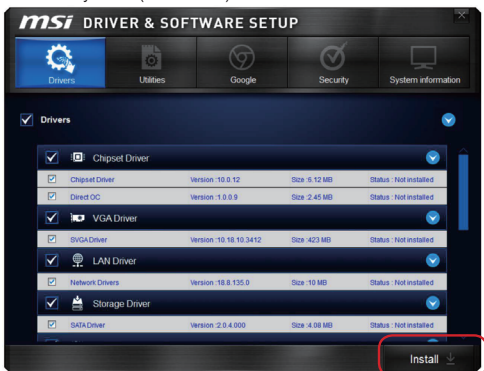 msi DRIVER & SOFTWARE SETUP
Drivers Utilities Google Security System information
Drivers
Chipset Driver
Chipset Driver Version :10.0.12 Size :5.12 MB Status : Not installed
Direct OC Version :1.0.0.9 Size :2.45 MB Status : Not installed
VGA Driver
SVGADriver Version :10.18.10.3412 Size :423 MB Status : Not installed
LAN Driver
Network Drivers Version :18.8.135.0 Size :10 MB Status : Not installed
Storage Driver
SATADriver Version :2.0.4.000 Size :4.08 MB Status : Not installed
Install